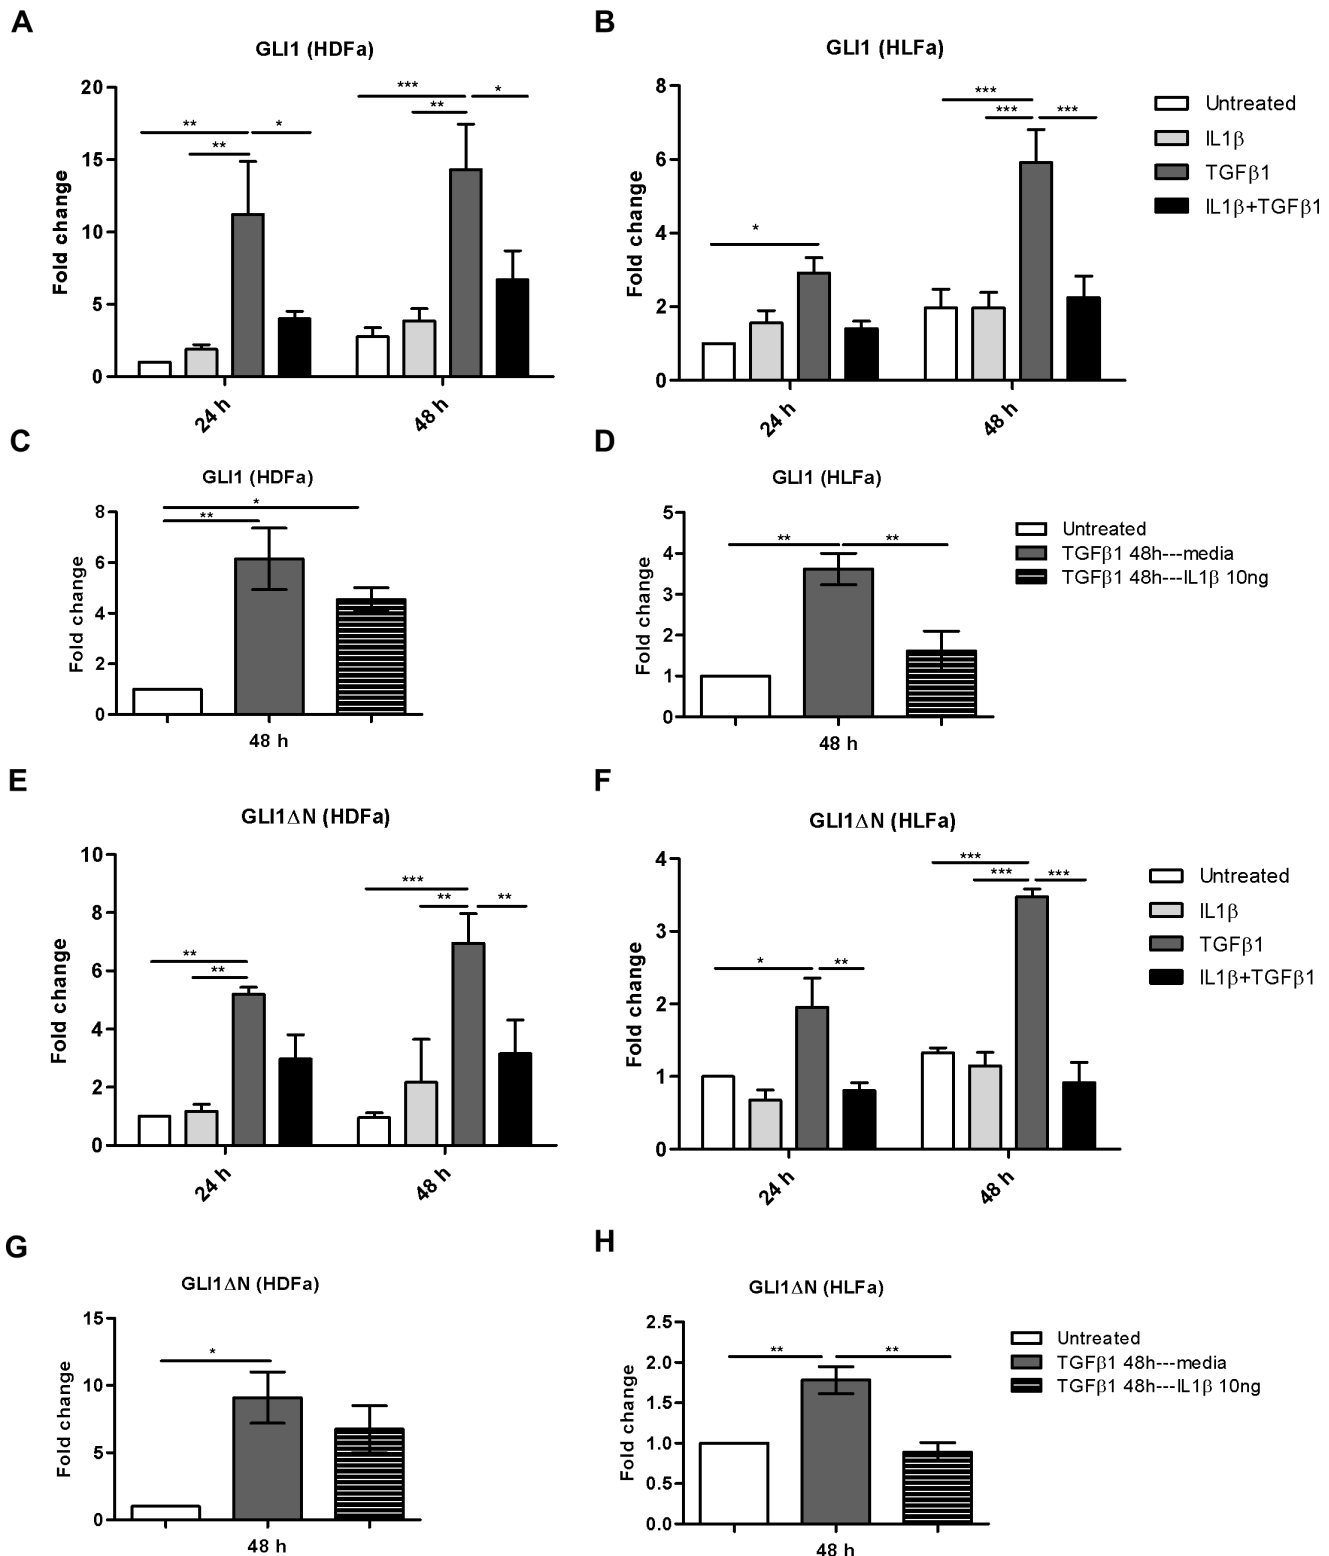 A
GLI1 (HDFa)
Fold change
20
15
10
5
0
** * ** *** * **
24 h 48 h
B
GLI1 (HLFa)
Fold change
8
6
4
2
0
* *** *** ***
24 h 48 h
Untreated
IL1β
TGFβ1
IL1β+TGFβ1
C
GLI1 (HDFa)
Fold change
8
6
4
2
0
* **
48 h
D
GLI1 (HLFa)
Fold change
5
4
3
2
1
0
** **
48 h
Untreated
TGFβ1 48h---media
TGFβ1 48h---IL1β 10ng
E
GLI1ΔN (HDFa)
Fold change
10
8
6
4
2
0
** ** *** ** **
24 h 48 h
F
GLI1ΔN (HLFa)
Fold change
4
3
2
1
0
* ** *** *** ***
24 h 48 h
Untreated
IL1β
TGFβ1
IL1β+TGFβ1
G
GLI1ΔN (HDFa)
Fold change
15
10
5
0
*
48 h
H
GLI1ΔN (HLFa)
Fold change
2.5
2.0
1.5
1.0
0.5
0.0
** **
48 h
Untreated
TGFβ1 48h---media
TGFβ1 48h---IL1β 10ng